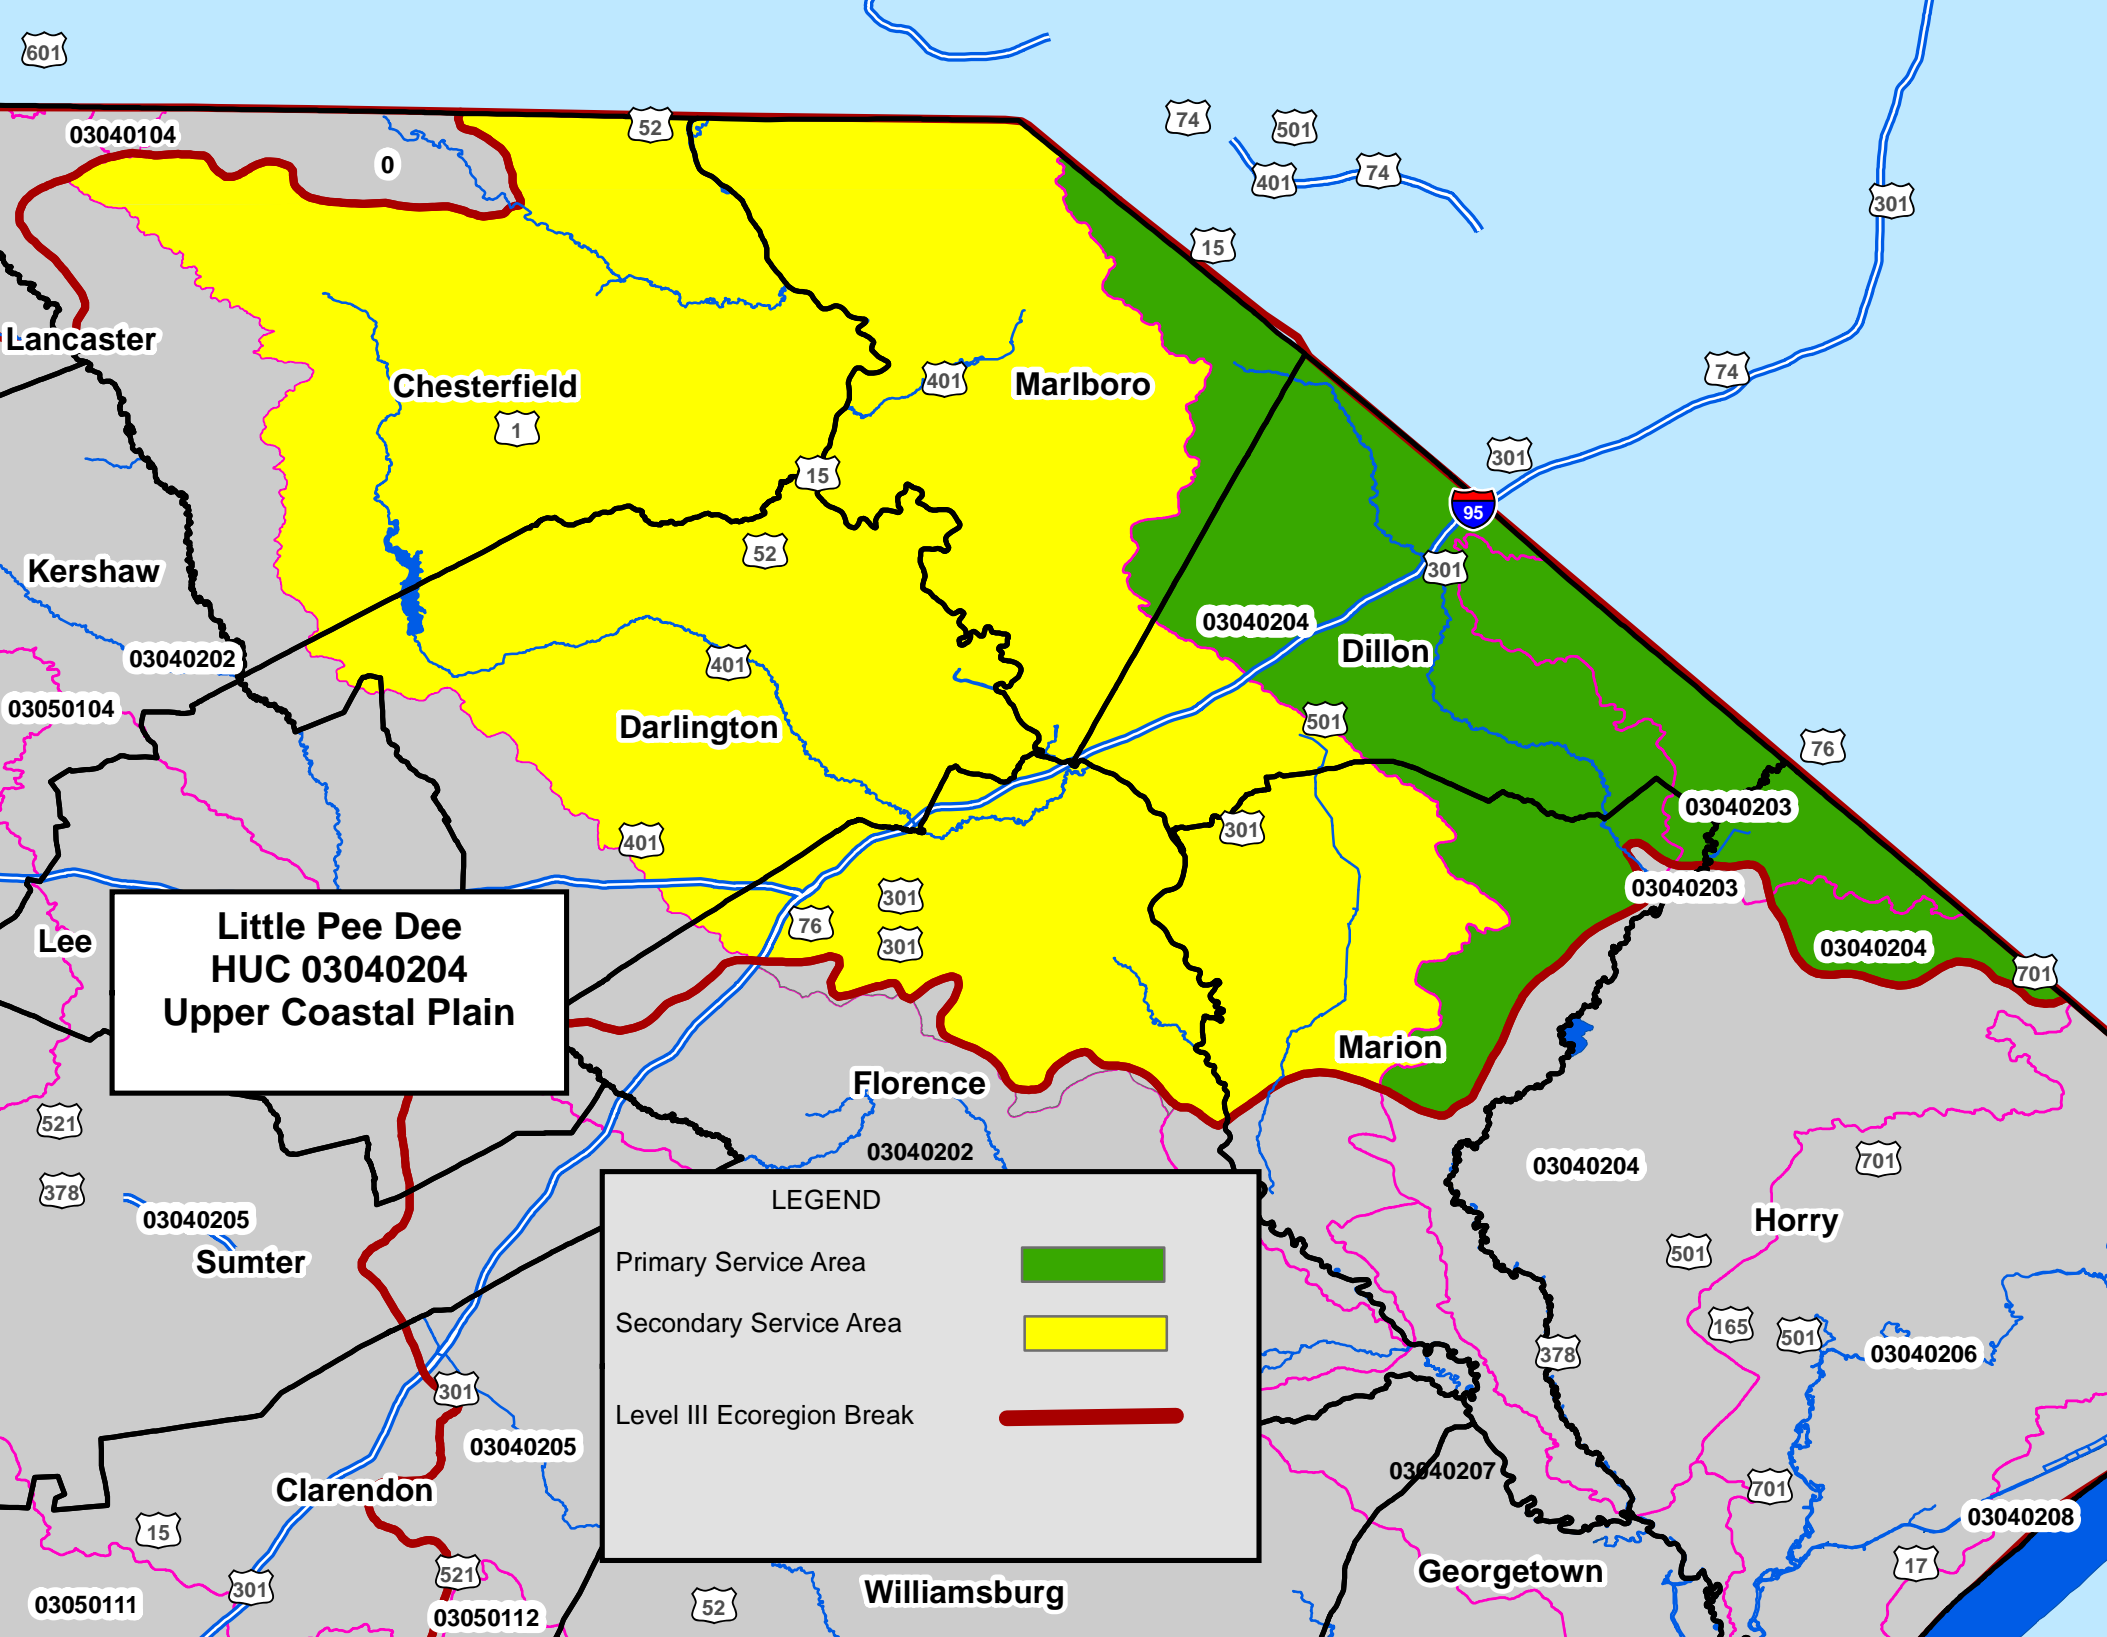 601
52
74
501
03040104
0
401
74
301
15
Lancaster
Chesterfield
401
Marlboro
74
1
301
15
95
52
301
Kershaw
03040204
Dillon
03040202
401
03050104
Darlington
501
76
03040203
301
401
03040203
301
76
301
Lee
03040204
701
Little Pee Dee
HUC 03040204
Upper Coastal Plain
Marion
Florence
521
03040202
03040204
701
378
03040205
Sumter
Horry
501
LEGEND
Primary Service Area
Secondary Service Area
Level III Ecoregion Break
165
501
378
03040206
301
03040205
03040207
Clarendon
701
03040208
15
17
521
Georgetown
301
Williamsburg
03050111
52
03050112